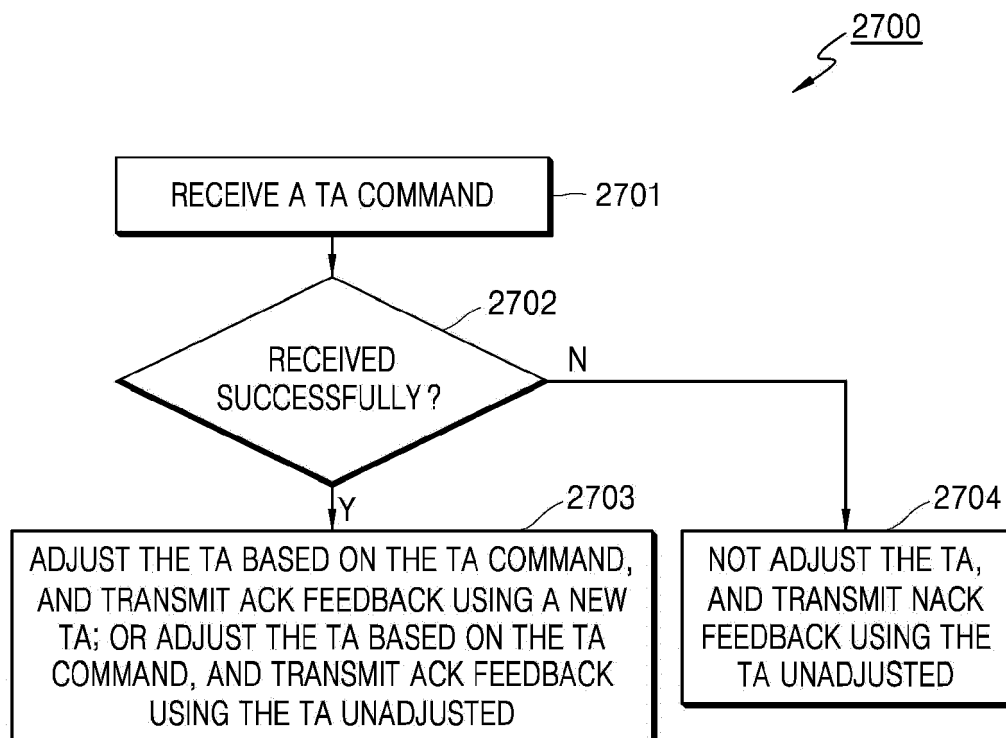 2700
RECEIVE A TA COMMAND
2701
2702
RECEIVED
SUCCESSFULLY?
N
Y
2703
ADJUST THE TA BASED ON THE TA COMMAND,
AND TRANSMIT ACK FEEDBACK USING A NEW
TA; OR ADJUST THE TA BASED ON THE TA
COMMAND, AND TRANSMIT ACK FEEDBACK
USING THE TA UNADJUSTED
2704
NOT ADJUST THE TA,
AND TRANSMIT NACK
FEEDBACK USING THE
TA UNADJUSTED